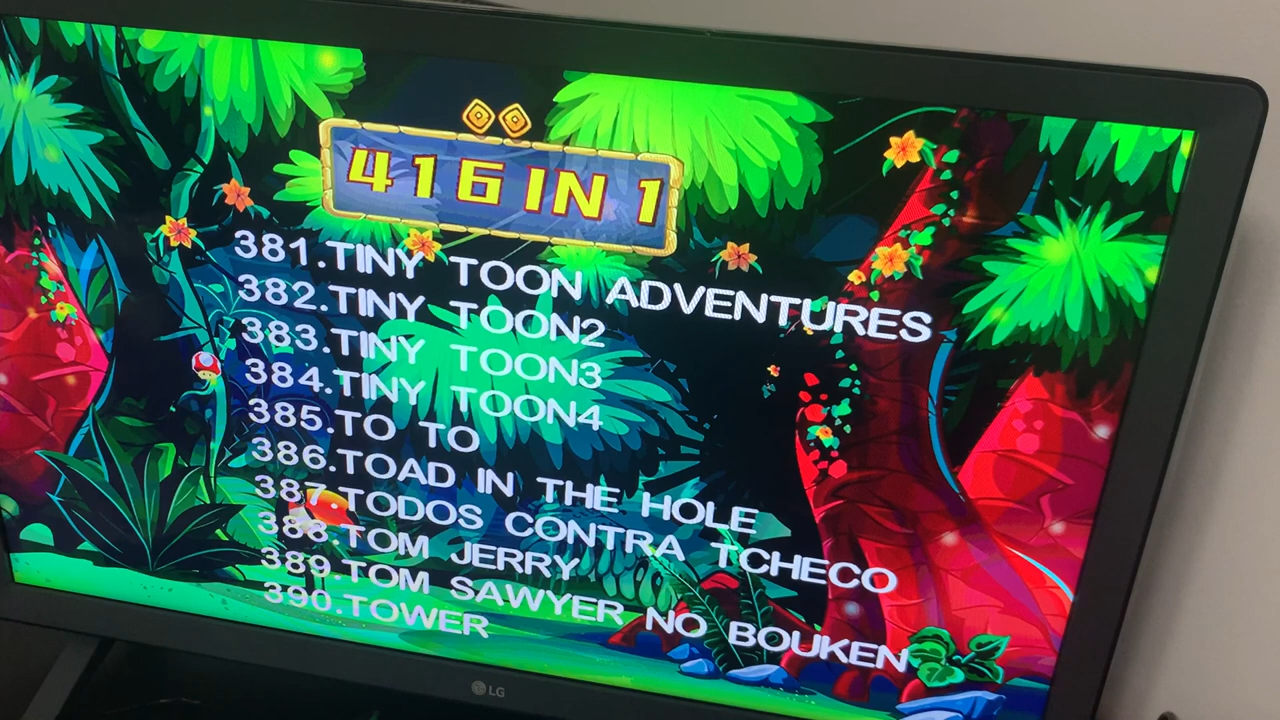 416 IN 1
381.TINY TOON ADVENTURES
382.TINY TOON2
383.TINY TOON3
384.TINY TOON4
385.TO TO
386.TOAD IN THE HOLE
387.TODOS CONTRA TCHECO
388.TOM JERRY
389.TOM SAWYER NO BOUKEN
390.TOWER
LG